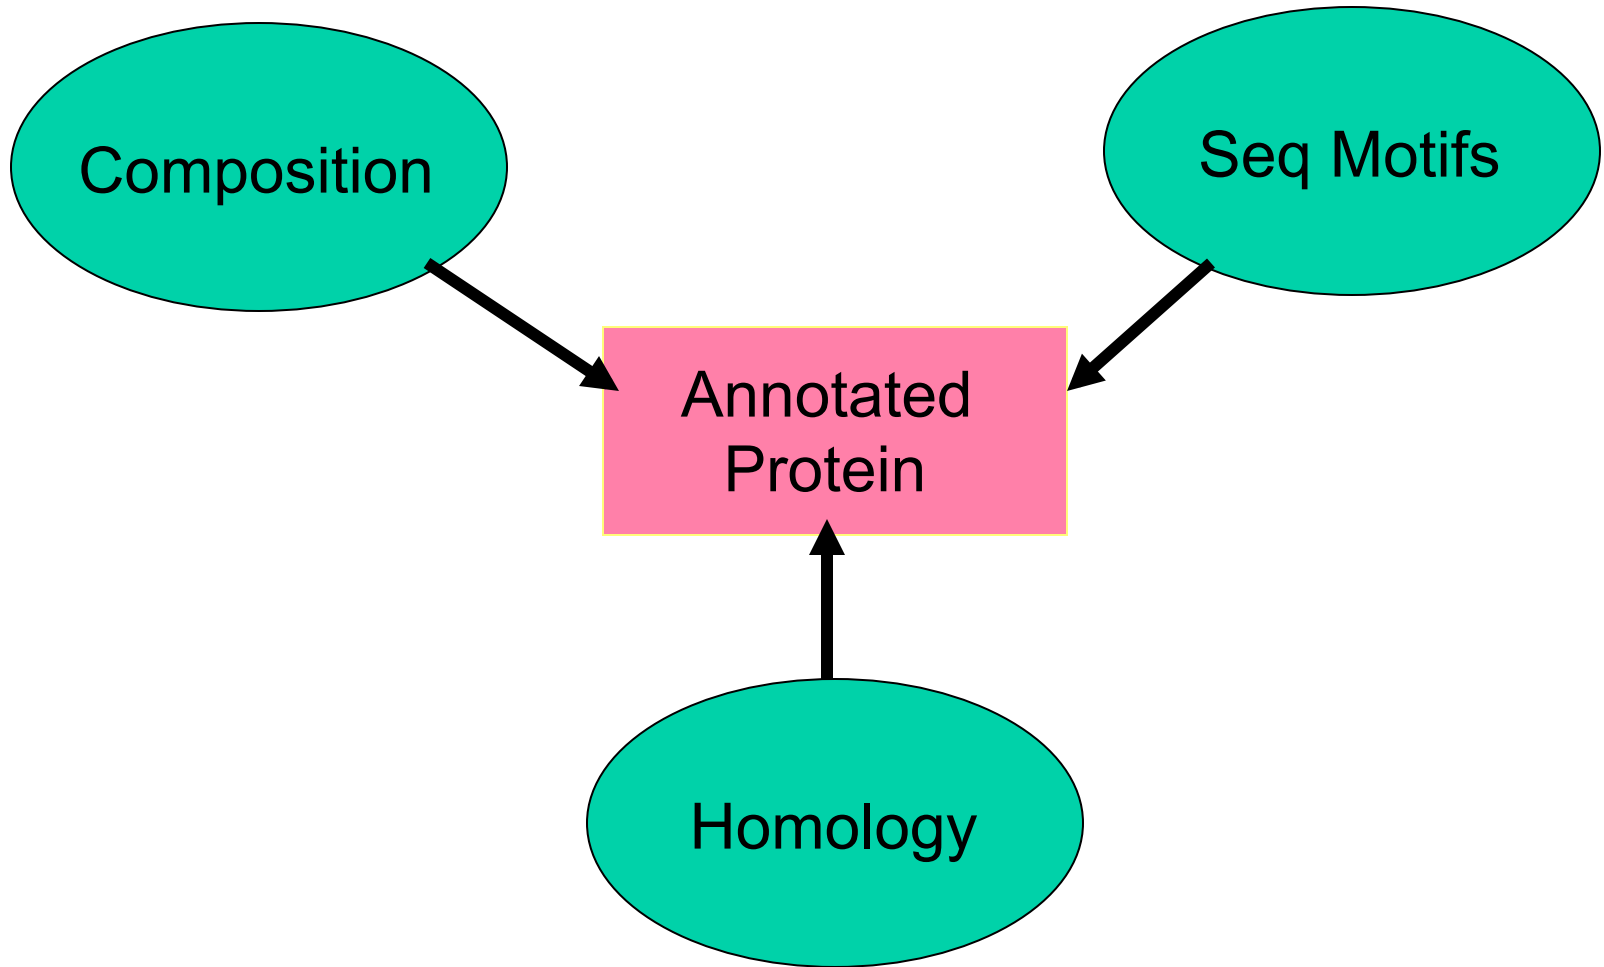 Composition
Seq Motifs
Annotated
Protein
Homology